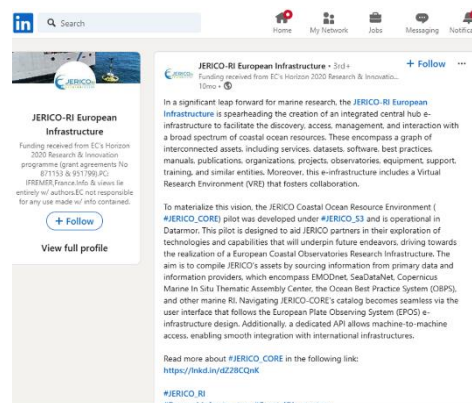 in
Search
Home
My Network
Jobs
Messaging
Notifica
JERICO
JERICO-RI European
Infrastructure
Funding received from EC's Horizon
2020 Research & Innovation
programme (grant agreements No
871153 & 951799).PCi
IFREMER,France.Info & views lie
entirely w/ authors.EC not responsible
for any use made w/ info contained.
+ Follow
View full profile
JERICO-RI European Infrastructure • 3rd+
Funding received from EC's Horizon 2020 Research & Innovatio...
10mo •
+ Follow
In a significant leap forward for marine research, the JERICO-RI European
Infrastructure is spearheading the creation of an integrated central hub e-
infrastructure to facilitate the discovery, access, management, and interaction with
a broad spectrum of coastal ocean resources. These encompass a graph of
interconnected assets, including services, datasets, software, best practices,
manuals, publications, organizations, projects, observatories, equipment, support,
training, and similar entities. Moreover, this e-infrastructure includes a Virtual
Research Environment (VRE) that fosters collaboration.
To materialize this vision, the JERICO Coastal Ocean Resource Environment (
#JERICO_CORE) pilot was developed under #JERICO_S3 and is operational in
Datarmor. This pilot is designed to aid JERICO partners in their exploration of
technologies and capabilities that will underpin future endeavors, driving towards
the realization of a European Coastal Observatories Research Infrastructure. The
aim is to compile JERICO's assets by sourcing information from primary data and
information providers, which encompass EMODnet, SeaDataNet, Copernicus
Marine In Situ Thematic Assembly Center, the Ocean Best Practice System (OBPS),
and other marine RI. Navigating JERICO-CORE's catalog becomes seamless via the
user interface that follows the European Plate Observing System (EPOS) e-
infrastructure design. Additionally, a dedicated API allows machine-to-machine
access, enabling smooth integration with international infrastructures.
Read more about #JERICO_CORE in the following link:
https://lnkd.in/dZ28CQnK
#JERICO_RI